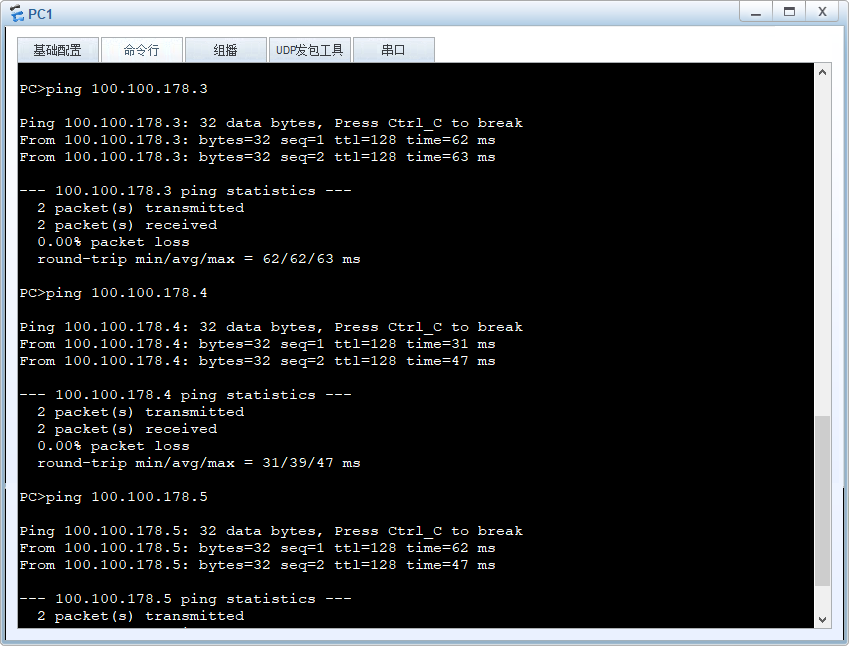 PC1
基础配置 命令行 组播 UDP发包工具 串口
PC>ping 100.100.178.3
Ping 100.100.178.3: 32 data bytes, Press Ctrl_C to break
From 100.100.178.3: bytes=32 seq=1 ttl=128 time=62 ms
From 100.100.178.3: bytes=32 seq=2 ttl=128 time=63 ms
--- 100.100.178.3 ping statistics ---
2 packet(s) transmitted
2 packet(s) received
0.00% packet loss
round-trip min/avg/max = 62/62/63 ms
PC>ping 100.100.178.4
Ping 100.100.178.4: 32 data bytes, Press Ctrl_C to break
From 100.100.178.4: bytes=32 seq=1 ttl=128 time=31 ms
From 100.100.178.4: bytes=32 seq=2 ttl=128 time=47 ms
--- 100.100.178.4 ping statistics ---
2 packet(s) transmitted
2 packet(s) received
0.00% packet loss
round-trip min/avg/max = 31/39/47 ms
PC>ping 100.100.178.5
Ping 100.100.178.5: 32 data bytes, Press Ctrl_C to break
From 100.100.178.5: bytes=32 seq=1 ttl=128 time=62 ms
From 100.100.178.5: bytes=32 seq=2 ttl=128 time=47 ms
--- 100.100.178.5 ping statistics ---
2 packet(s) transmitted